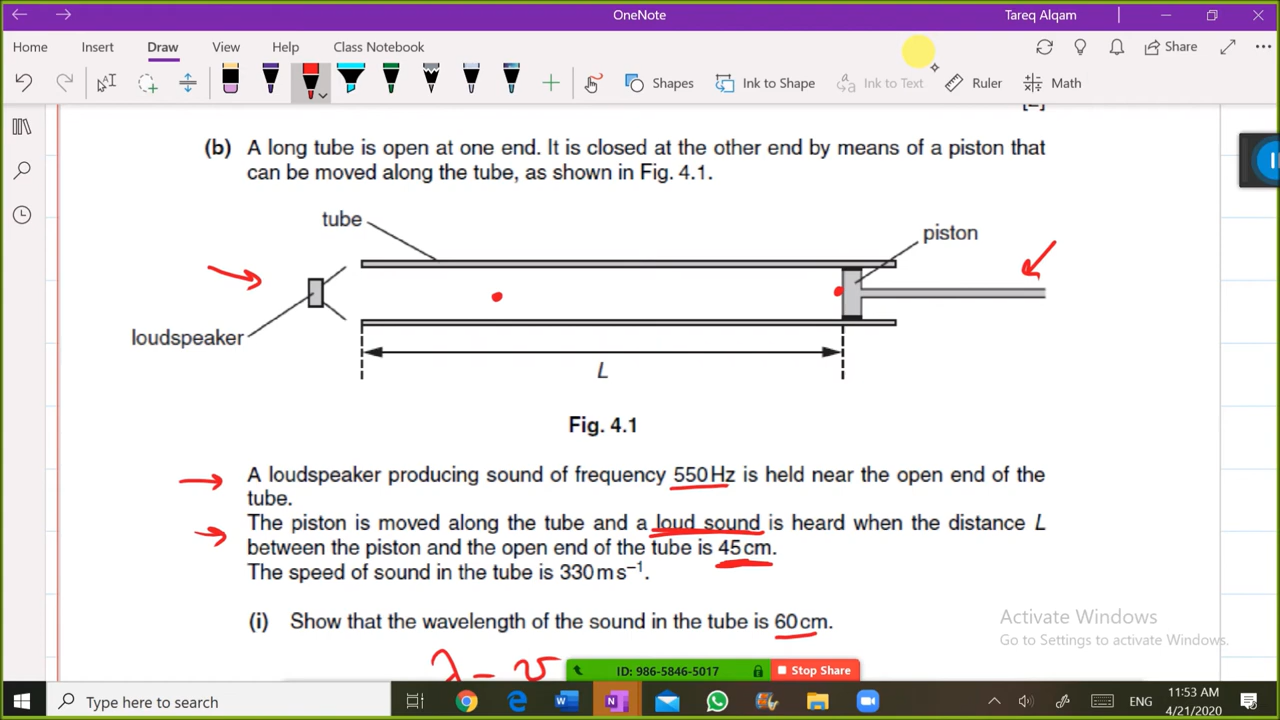 OneNote
Tareq Alqam
Home Insert Draw View Help Class Notebook
Share
Shapes Ink to Shape Ink to Text Ruler Math
(b) A long tube is open at one end. It is closed at the other end by means of a piston that
can be moved along the tube, as shown in Fig. 4.1.
tube
piston
loudspeaker
L
Fig. 4.1
A loudspeaker producing sound of frequency 550 Hz is held near the open end of the
tube.
The piston is moved along the tube and a loud sound is heard when the distance L
between the piston and the open end of the tube is 45 cm.
The speed of sound in the tube is 330 m s⁻¹.
(i) Show that the wavelength of the sound in the tube is 60 cm.
Activate Windows
Go to Settings to activate Windows.
λ = v
ID: 986-5846-5017 Stop Share
Type here to search
ENG
11:53 AM
4/21/2020